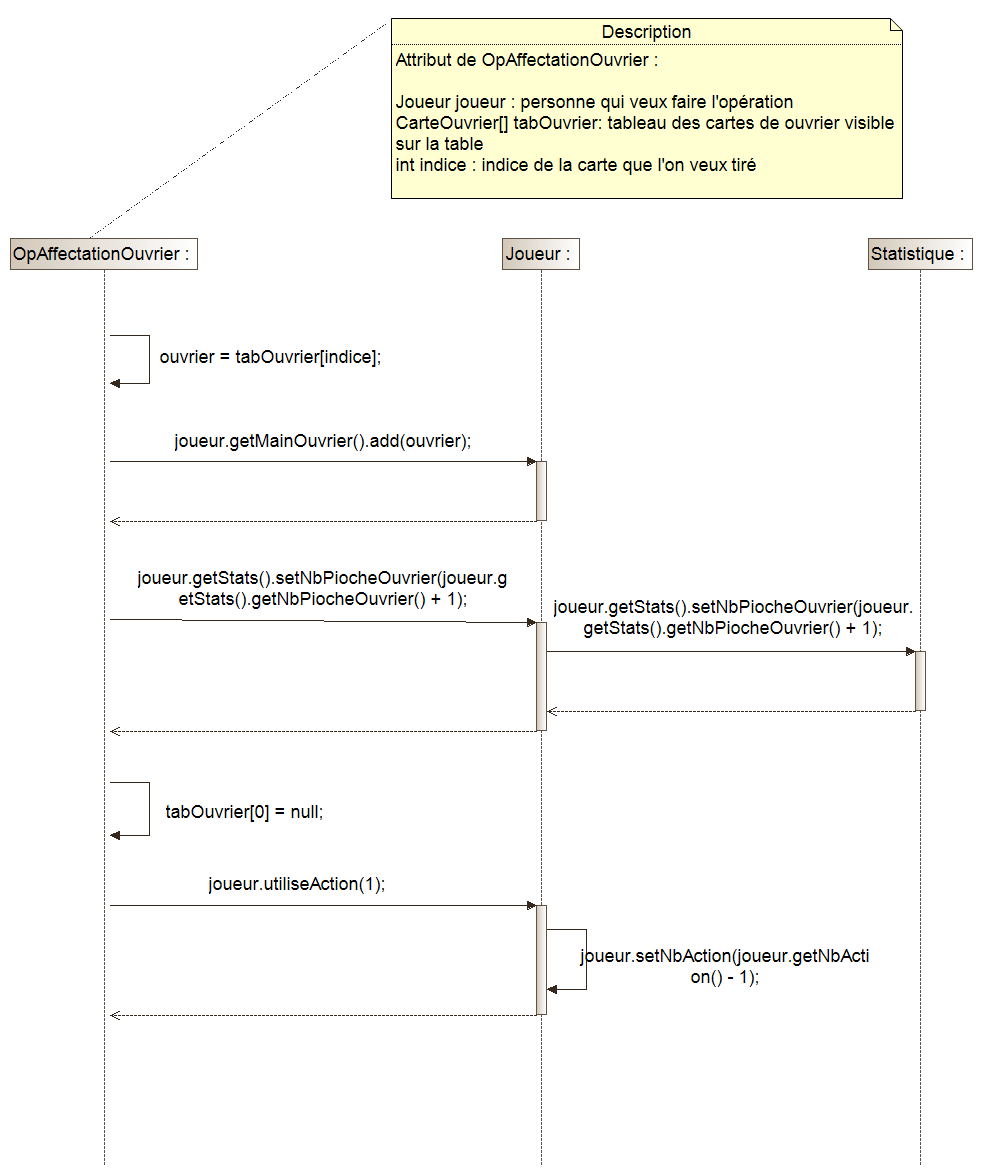 Description
Attribut de OpAffectationOuvrier :
Joueur joueur : personne qui veux faire l'opération
CarteOuvrier[] tabOuvrier: tableau des cartes de ouvrier visible
sur la table
int indice : indice de la carte que l'on veux tiré
OpAffectationOuvrier :
Joueur :
Statistique :
ouvrier = tabOuvrier[indice];
joueur.getMainOuvrier().add(ouvrier);
joueur.getStats().setNbPiocheOuvrier(joueur.g
etStats().getNbPiocheOuvrier() + 1);
joueur.getStats().setNbPiocheOuvrier(joueur.
getStats().getNbPiocheOuvrier() + 1);
tabOuvrier[0] = null;
joueur.utiliseAction(1);
joueur.setNbAction(joueur.getNbActi
on() - 1);